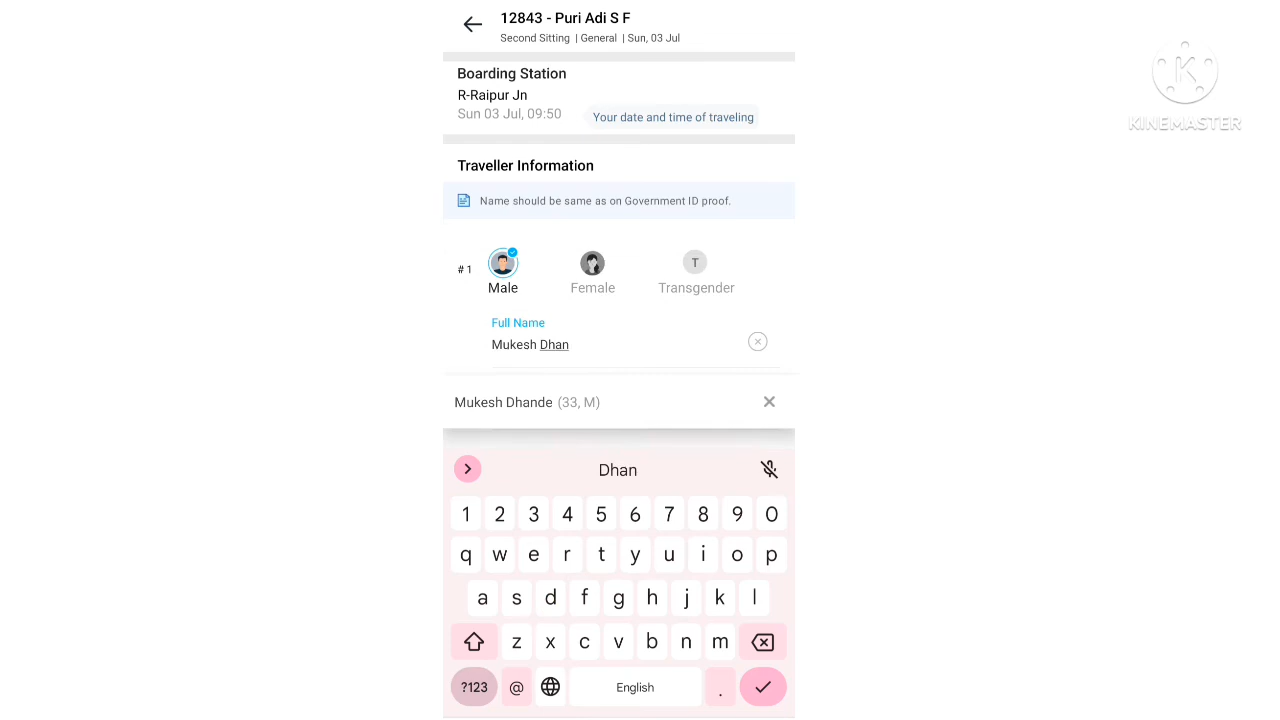 12843 - Puri Adi S F
Second Sitting | General | Sun, 03 Jul
Boarding Station
R-Raipur Jn
Sun 03 Jul, 09:50
Your date and time of traveling
Traveller Information
Name should be same as on Government ID proof.
# 1
T
Male Female Transgender
Full Name
Mukesh Dhan
Mukesh Dhande (33, M)
Dhan
1 2 3 4 5 6 7 8 9 0
q w e r t y u i o p
a s d f g h j k l
z x c v b n m
?123 @ English .
K
KINEMASTER